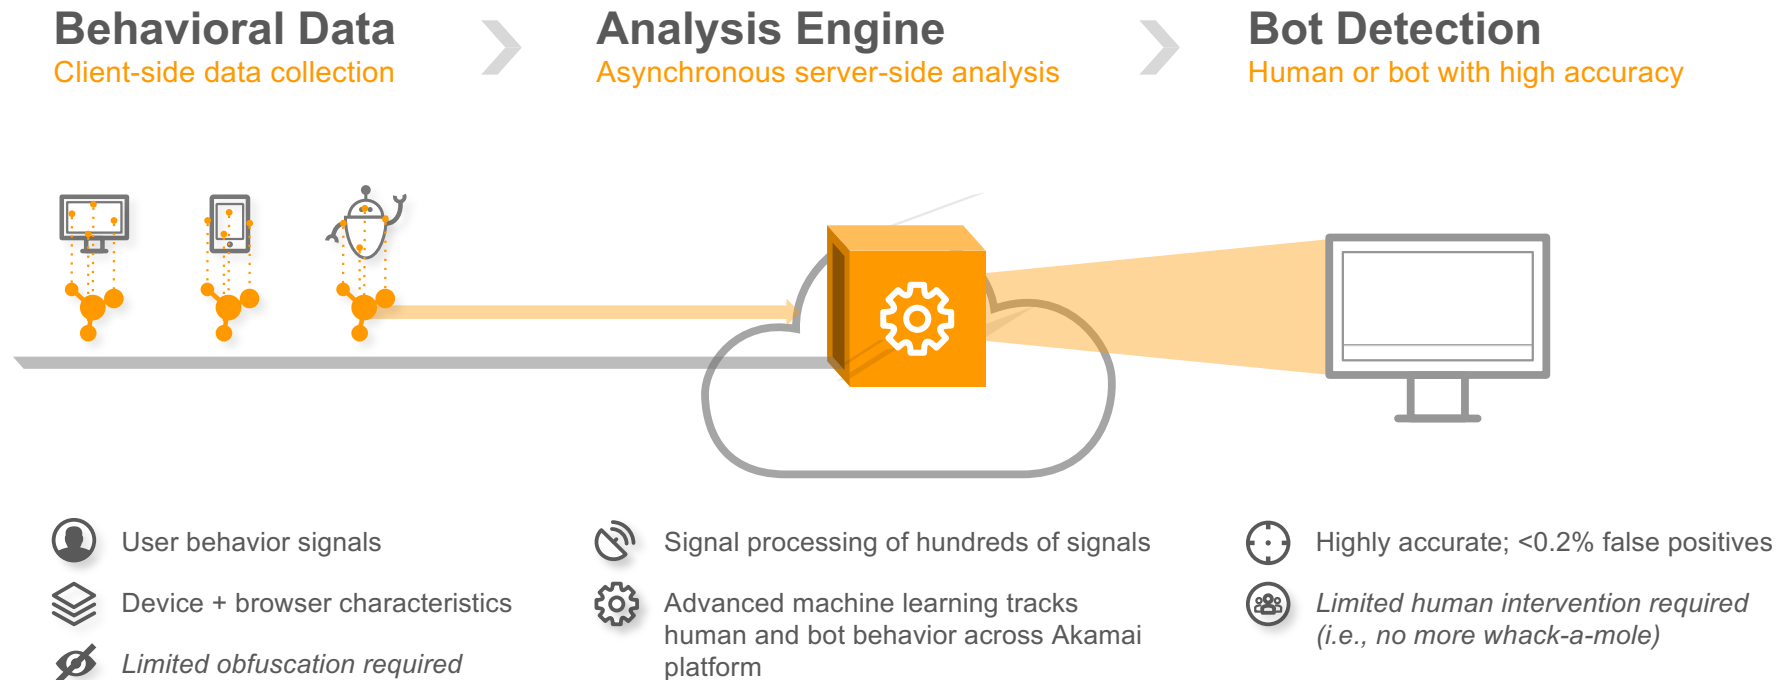 Behavioral Data
Client-side data collection
Analysis Engine
Asynchronous server-side analysis
Bot Detection
Human or bot with high accuracy
User behavior signals
Device + browser characteristics
Limited obfuscation required
Signal processing of hundreds of signals
Advanced machine learning tracks
human and bot behavior across Akamai
platform
Highly accurate; <0.2% false positives
Limited human intervention required
(i.e., no more whack-a-mole)